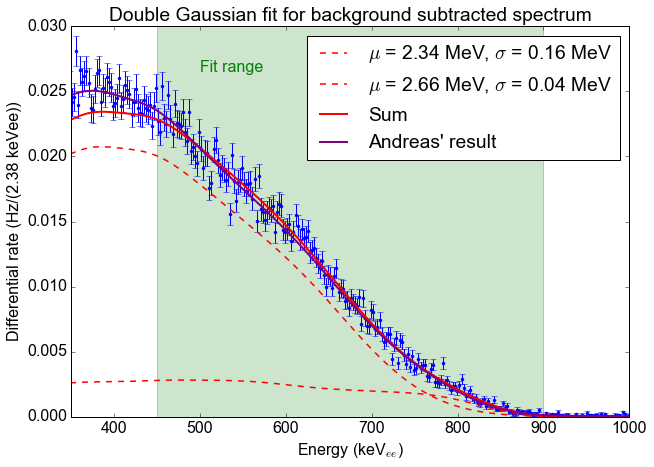 Double Gaussian fit for background subtracted spectrum
0.030
0.025
0.020
0.015
0.010
0.005
0.000
Differential rate (Hz/(2.38 keVee))
Fit range
μ = 2.34 MeV, σ = 0.16 MeV
μ = 2.66 MeV, σ = 0.04 MeV
Sum
Andreas' result
400 500 600 700 800 900 1000
Energy (keVₑₑ)